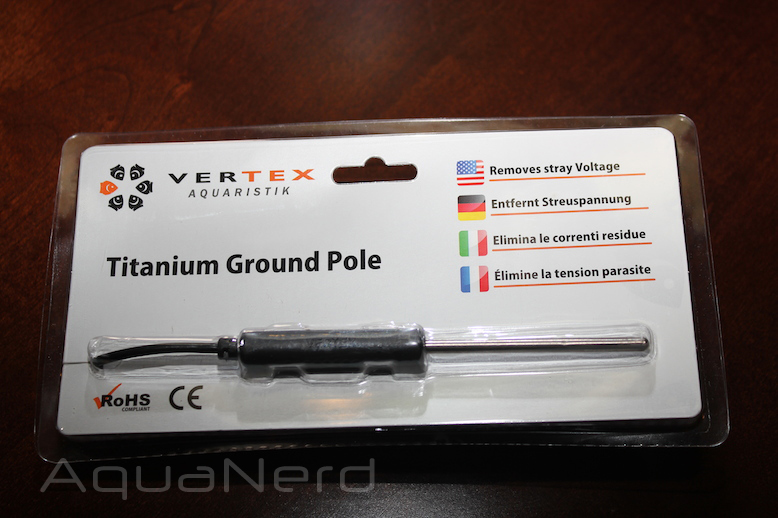 VERTEX
AQUARISTIK
Removes stray Voltage
Entfernt Streuspannung
Elimina le correnti residue
Élimine la tension parasite
Titanium Ground Pole
RoHS
COMPLIANT
CE
AquaNerd